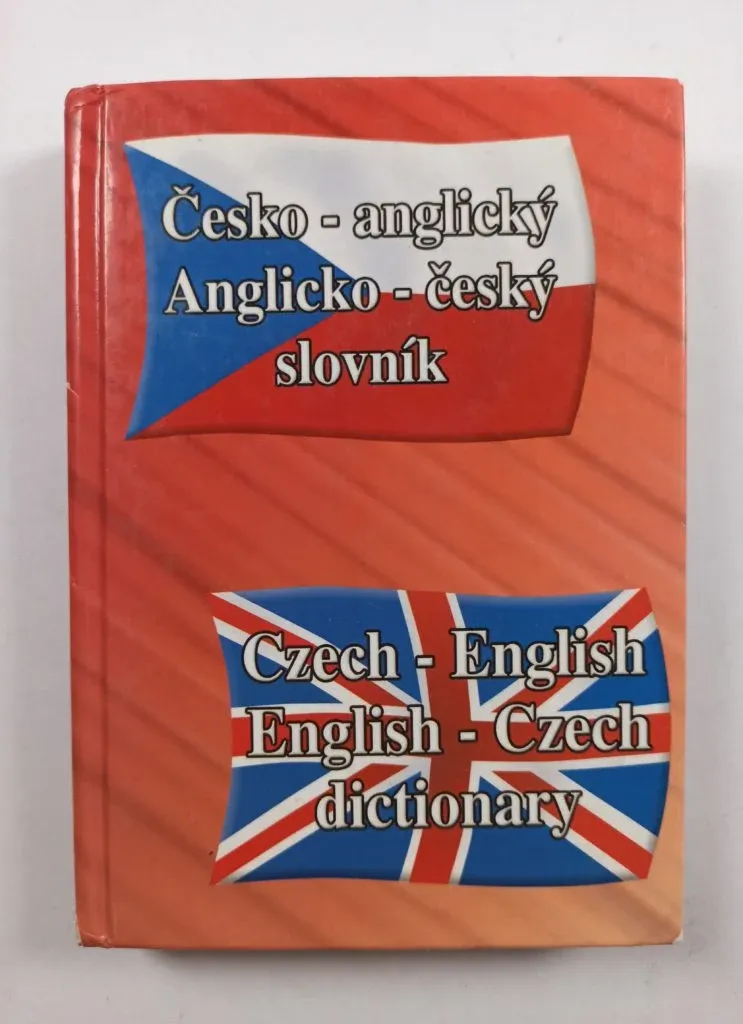 Česko - anglický
Anglicko - český
slovník
Czech - English
English - Czech
dictionary